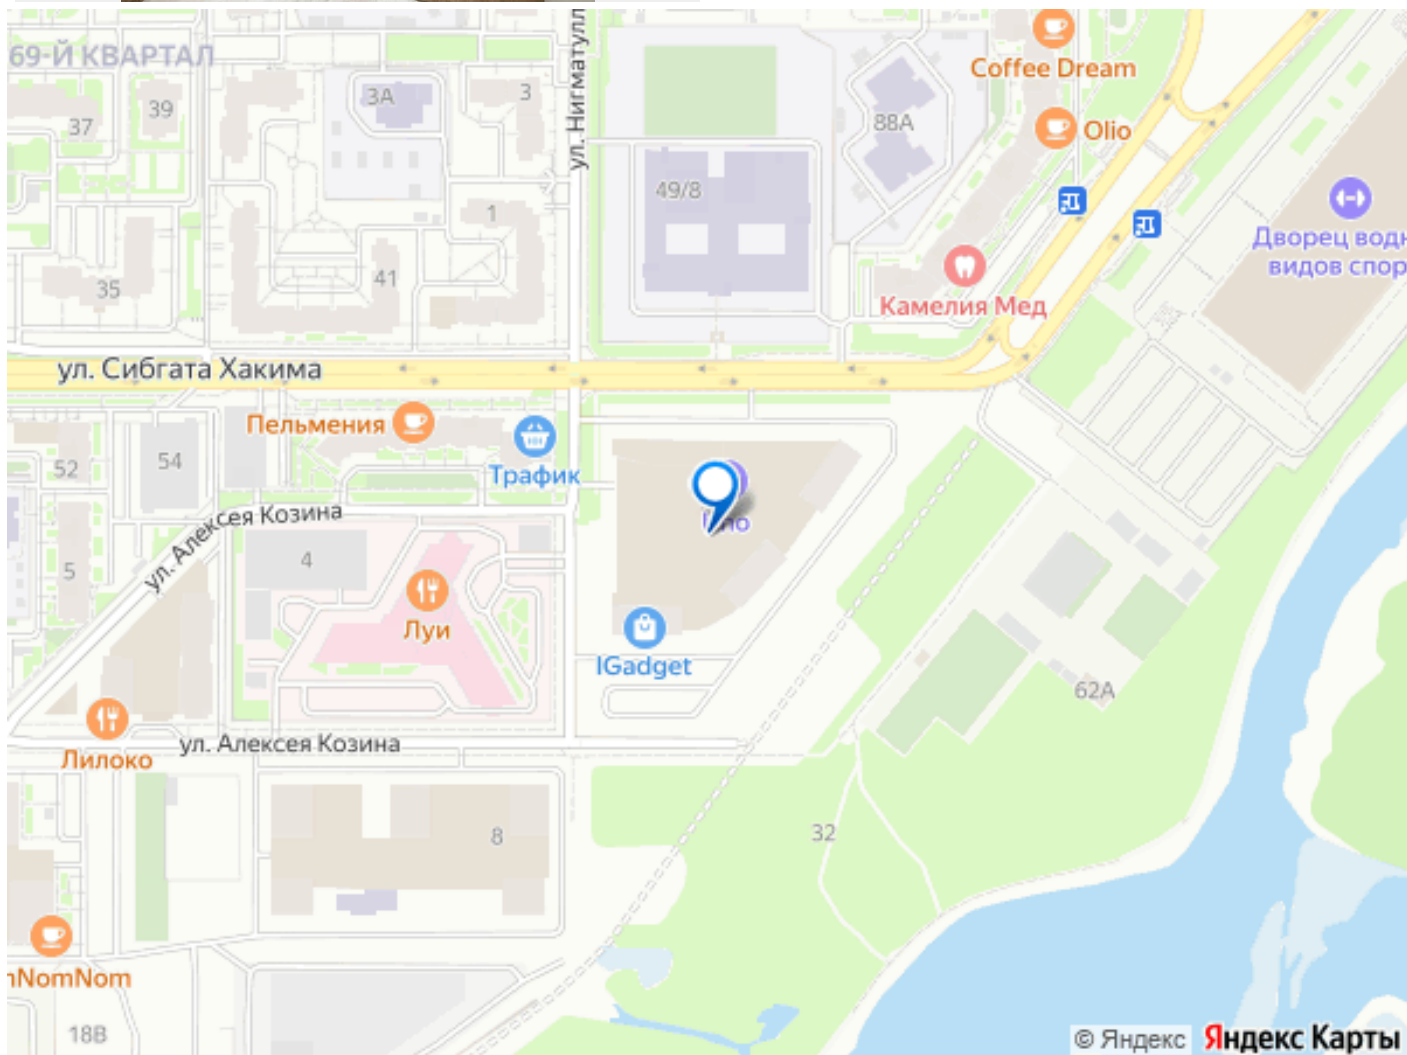 69-Й КВАРТАЛ
Coffee Dream
Olio
ул. Нигматулл
3А
3
39
37
88А
49/8
1
41
35
Дворец водн
видов спор
Камелия Мед
ул. Сибгата Хакима
Пельмения
Трафик
52
54
ул. Алексея Козина
4
5
Луи
IGadget
62А
Лилоко
ул. Алексея Козина
8
32
nNomNom
18В
© Яндекс Яндекс Карты